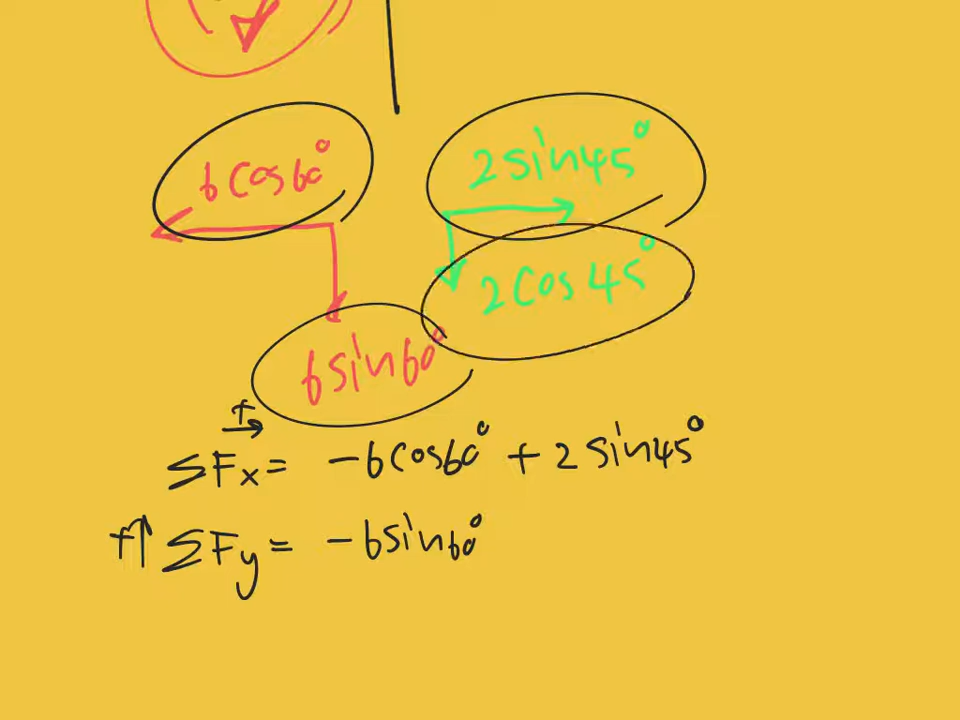 6cos60°
2sin45°
2cos45°
6sin60°
+→
ΣFx= -6cos60° + 2sin45°
+↑ ΣFy= -6sin60°